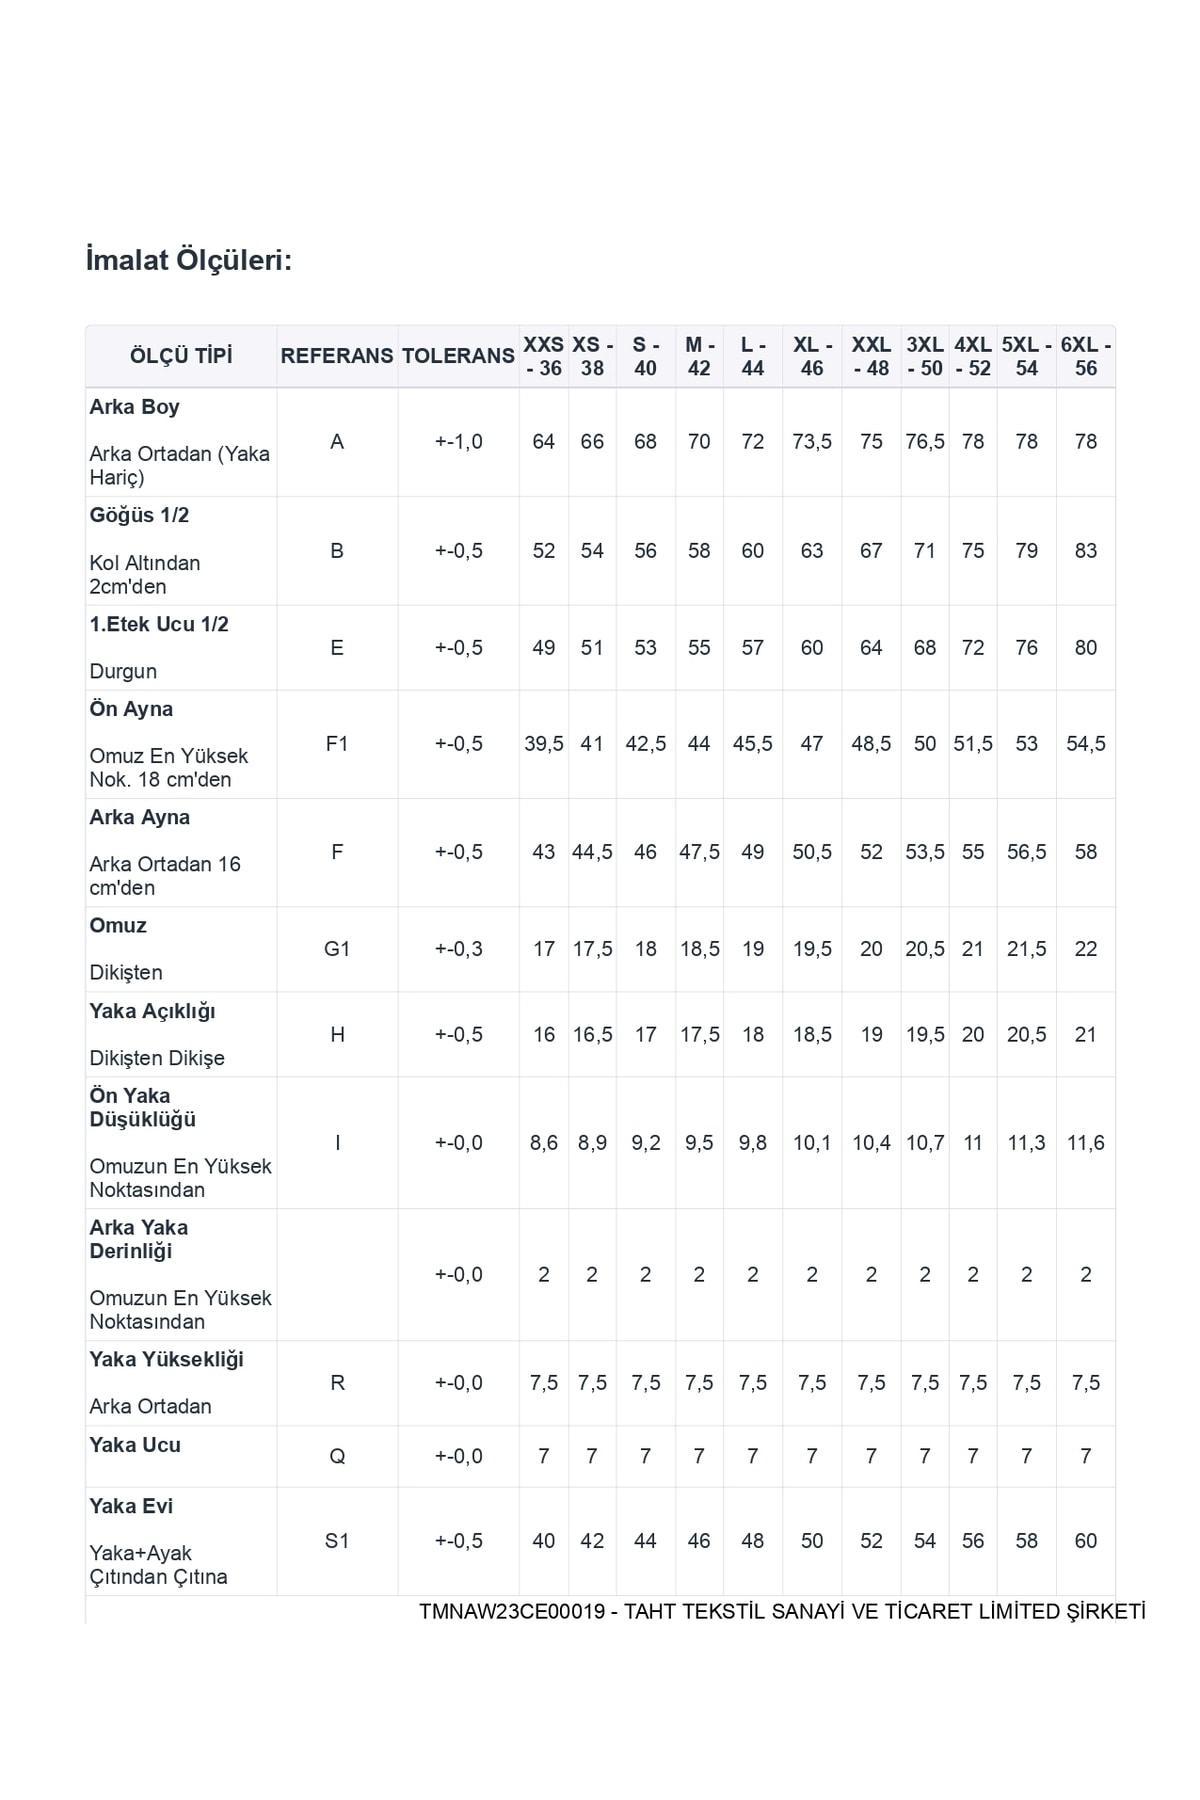 İmalat Ölçüleri:
ÖLÇÜ TİPİ REFERANS TOLERANS XXS - 36 XS - 38 S - 40 M - 42 L - 44 XL - 46 XXL - 48 3XL - 50 4XL - 52 5XL - 54 6XL - 56
Arka Boy
Arka Ortadan (Yaka
Hariç)
A +-1,0 64 66 68 70 72 73,5 75 76,5 78 78 78
Göğüs 1/2
Kol Altından
2cm'den
B +-0,5 52 54 56 58 60 63 67 71 75 79 83
1.Etek Ucu 1/2
Durgun
E +-0,5 49 51 53 55 57 60 64 68 72 76 80
Ön Ayna
Omuz En Yüksek
Nok. 18 cm'den
F1 +-0,5 39,5 41 42,5 44 45,5 47 48,5 50 51,5 53 54,5
Arka Ayna
Arka Ortadan 16
cm'den
F +-0,5 43 44,5 46 47,5 49 50,5 52 53,5 55 56,5 58
Omuz
Dikişten
G1 +-0,3 17 17,5 18 18,5 19 19,5 20 20,5 21 21,5 22
Yaka Açıklığı
Dikişten Dikişe
H +-0,5 16 16,5 17 17,5 18 18,5 19 19,5 20 20,5 21
Ön Yaka
Düşüklüğü
Omuzun En Yüksek
Noktasından
I +-0,0 8,6 8,9 9,2 9,5 9,8 10,1 10,4 10,7 11 11,3 11,6
Arka Yaka
Derinliği
Omuzun En Yüksek
Noktasından
+-0,0 2 2 2 2 2 2 2 2 2 2 2
Yaka Yüksekliği
Arka Ortadan
R +-0,0 7,5 7,5 7,5 7,5 7,5 7,5 7,5 7,5 7,5 7,5 7,5
Yaka Ucu
Q +-0,0 7 7 7 7 7 7 7 7 7 7 7
Yaka Evi
Yaka+Ayak
Çıtından Çıtına
S1 +-0,5 40 42 44 46 48 50 52 54 56 58 60
TMNAW23CE00019 - TAHT TEKSTİL SANAYİ VE TİCARET LİMİTED ŞİRKETİ